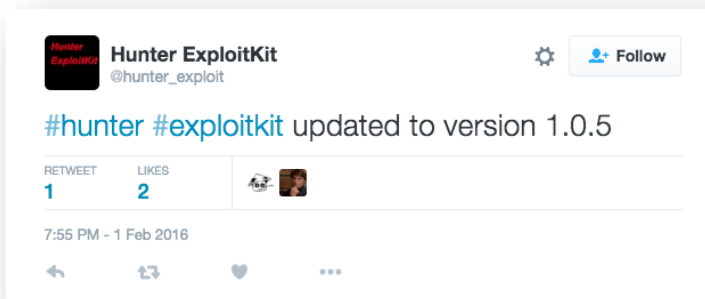 Hunter
ExploitKit
Hunter ExploitKit
@hunter_exploit
Follow
#hunter #exploitkit updated to version 1.0.5
RETWEET LIKES
1 2
7:55 PM - 1 Feb 2016